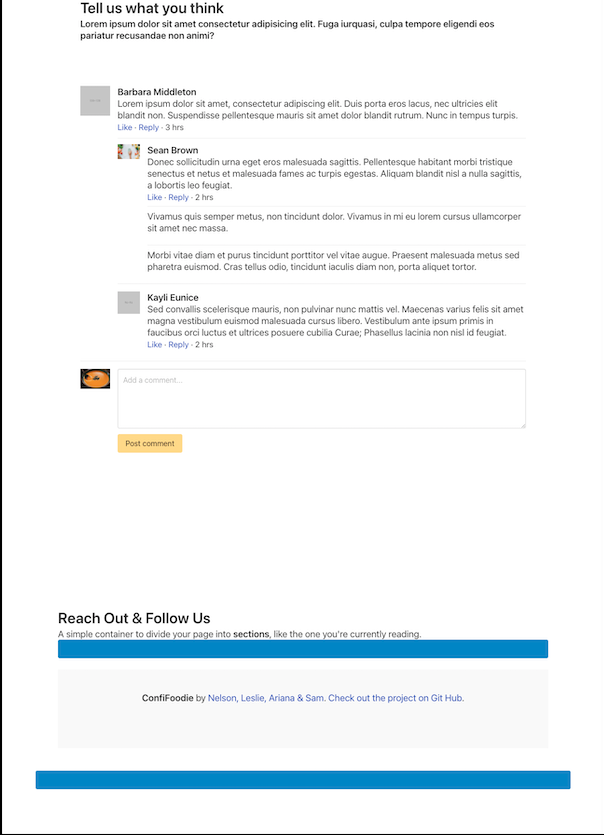 Tell us what you think
Lorem ipsum dolor sit amet consectetur adipisicing elit. Fuga iurquasi, culpa tempore eligendi eos
pariatur recusandae non animi?
Barbara Middleton
Lorem ipsum dolor sit amet, consectetur adipiscing elit. Duis porta eros lacus, nec ultricies elit
blandit non. Suspendisse pellentesque mauris sit amet dolor blandit rutrum. Nunc in tempus turpis.
Like · Reply · 3 hrs
Sean Brown
Donec sollicitudin urna eget eros malesuada sagittis. Pellentesque habitant morbi tristique
senectus et netus et malesuada fames ac turpis egestas. Aliquam blandit nisl a nulla sagittis,
a lobortis leo feugiat.
Like · Reply · 2 hrs
Vivamus quis semper metus, non tincidunt dolor. Vivamus in mi eu lorem cursus ullamcorper
sit amet nec massa.
Morbi vitae diam et purus tincidunt porttitor vel vitae augue. Praesent malesuada metus sed
pharetra euismod. Cras tellus odio, tincidunt iaculis diam non, porta aliquet tortor.
Kayli Eunice
Sed convallis scelerisque mauris, non pulvinar nunc mattis vel. Maecenas varius felis sit amet
magna vestibulum euismod malesuada cursus libero. Vestibulum ante ipsum primis in
faucibus orci luctus et ultrices posuere cubilia Curae; Phasellus lacinia non nisl id feugiat.
Like · Reply · 2 hrs
Add a comment...
Post comment
Reach Out & Follow Us
A simple container to divide your page into sections, like the one you're currently reading.
ConfiFoodie by Nelson, Leslie, Ariana & Sam. Check out the project on Git Hub.